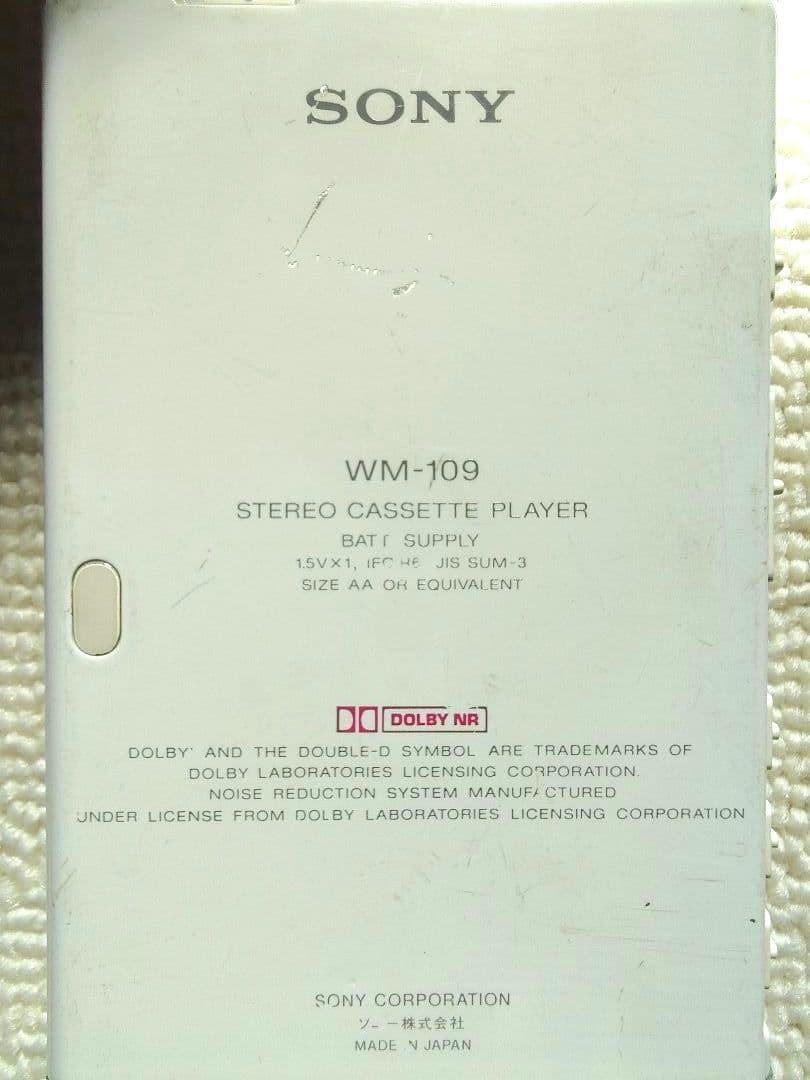 SONY
WM-109
STEREO CASSETTE PLAYER
BATT SUPPLY
1.5V×1, IEC R6 JIS SUM-3
SIZE AA OR EQUIVALENT
DOLBY NR
DOLBY' AND THE DOUBLE-D SYMBOL ARE TRADEMARKS OF
DOLBY LABORATORIES LICENSING CORPORATION.
NOISE REDUCTION SYSTEM MANUFACTURED
UNDER LICENSE FROM DOLBY LABORATORIES LICENSING CORPORATION
SONY CORPORATION
ソニー株式会社
MADE IN JAPAN